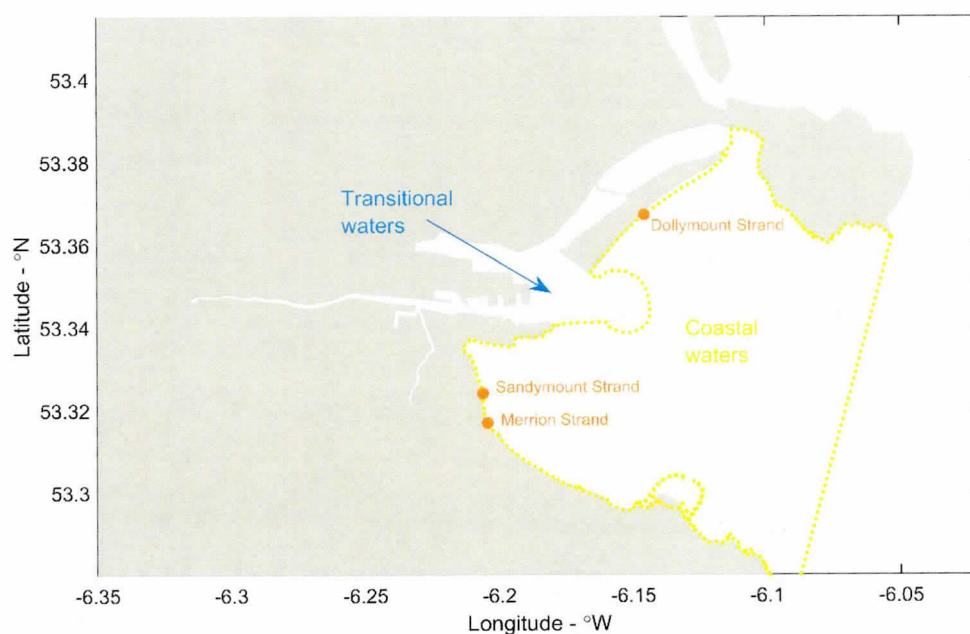 53.4
53.38
53.36
53.34
53.32
53.3
Latitude - °N
Transitional
waters
Dollymount Strand
Coastal
waters
Sandymount Strand
Merrion Strand
-6.35
-6.3
-6.25
-6.2
-6.15
-6.1
-6.05
Longitude - °W